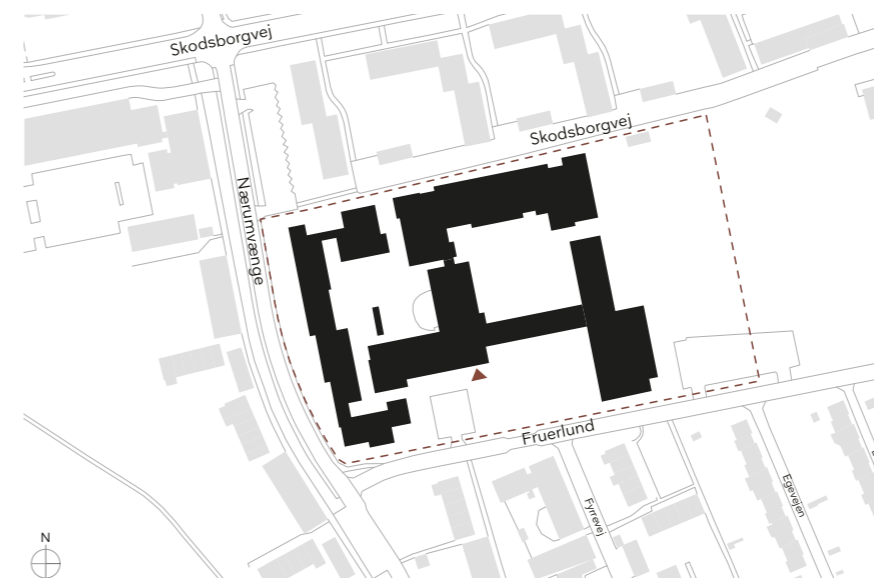 Skodsborgvej
Skodsborgvej
Nærumvænge
Fruerlund
Fyrrevej
Egevejen
N